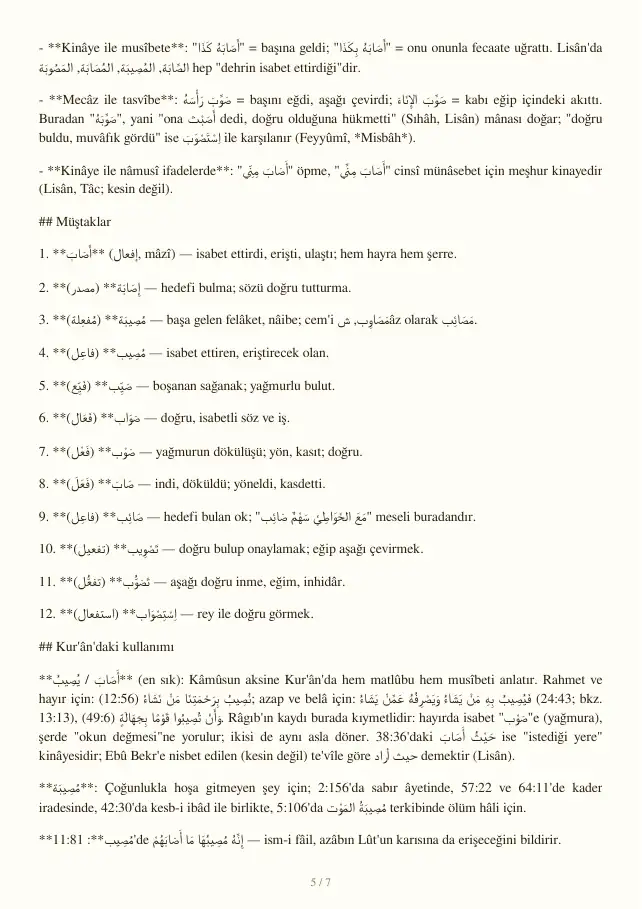 - **Kinâye ile musîbete**: "أَصَابَهُ كَذَا" = başına geldi; "أَصَابَهُ بِكَذَا" = onu onunla fecaate uğrattı. Lisân'da
الصَّابَة, المُصِيبَة, المُصَابَة, المَصُوبَة hep "dehrin isabet ettirdiği"dir.
- **Mecâz ile tasvîbe**: صَوَّبَ رَأْسَهُ = başını eğdi, aşağı çevirdi; صَوَّبَ الإِنَاءَ = kabı eğip içindeki akıttı.
Buradan "صَوَّبَهُ", yani "ona أَصَبْتَ dedi, doğru olduğuna hükmetti" (Sıhâh, Lisân) mânası doğar; "doğru
buldu, muvâfık gördü" ise اِسْتَصْوَبَ ile karşılanır (Feyyûmî, *Misbâh*).
- **Kinâye ile nâmusî ifadelerde**: "أَصَابَ مِنِّي" öpme, "أَصَابَ مِنِّي" cinsî münâsebet için meşhur kinayedir
(Lisân, Tâc; kesin değil).
## Müştaklar
1. **أَصَابَ** (إفعال, mâzî) — isabet ettirdi, erişti, ulaştı; hem hayra hem şerre.
2. **إِصَابَة** (مصدر)** — hedefi bulma; sözü doğru tutturma.
3. **مُصِيبَة** (مُفعِلة)** — başa gelen felâket, nâibe; cem'i مَصَاوِب, ش âz olarak مَصَائِب.
4. **مُصِيب** (فاعِل)** — isabet ettiren, eriştirecek olan.
5. **صَيِّب** (فَيْعِ)** — boşanan sağanak; yağmurlu bulut.
6. **صَوَاب** (فَعَال)** — doğru, isabetli söz ve iş.
7. **صَوْب** (فَعْل)** — yağmurun dökülüşü; yön, kasıt; doğru.
8. **صَابَ** (فَعَلَ)** — indi, döküldü; yöneldi, kasdetti.
9. **صَائِب** (فاعِل)** — hedefi bulan ok; "مَعَ الخَوَاطِئِ سَهْمٌ صَائِب" meseli buradandır.
10. **تَصْوِيب** (تفعيل)** — doğru bulup onaylamak; eğip aşağı çevirmek.
11. **تَصَوُّب** (تفعُّل)** — aşağı doğru inme, eğim, inhidâr.
12. **اِسْتِصْوَاب** (استفعال)** — rey ile doğru görmek.
## Kur'ân'daki kullanımı
**أَصَابَ / يُصِيبُ** (en sık): Kâmûsun aksine Kur'ân'da hem matlûbu hem musîbeti anlatır. Rahmet ve
hayır için: نُصِيبُ بِرَحْمَتِنَا مَنْ نَشَاءُ (12:56); azap ve belâ için: فَيُصِيبُ بِهِ مَنْ يَشَاءُ وَيَصْرِفُهُ عَمَّنْ يَشَاءُ (24:43; bkz.
13:13), أَنْ تُصِيبُوا قَوْمًا بِجَهَالَةٍ (49:6). Râgıb'ın kaydı burada kıymetlidir: hayırda isabet "صَوْب"e (yağmura),
şerde "okun değmesi"ne yorulur; ikisi de aynı asla döner. 38:36'daki حَيْثُ أَصَابَ ise "istediği yere"
kinâyesidir; Ebû Bekr'e nisbet edilen (kesin değil) te'vîle göre حيث أراد demektir (Lisân).
**مُصِيبَة**: Çoğunlukla hoşa gitmeyen şey için; 2:156'da sabır âyetinde, 57:22 ve 64:11'de kader
iradesinde, 42:30'da kesb-i ibâd ile birlikte, 5:106'da مُصِيبَةُ المَوْت terkibinde ölüm hâli için.
**مُصِيب**: 11:81'de إِنَّهُ مُصِيبُهَا مَا أَصَابَهُمْ — ism-i fâil, azâbın Lût'un karısına da erişeceğini bildirir.
5 / 7